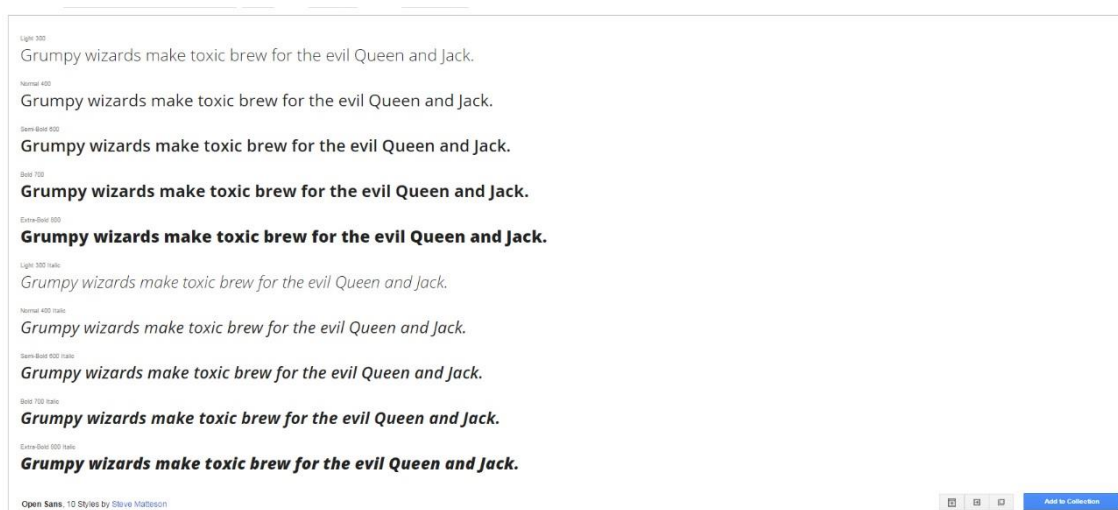 Light 300
Grumpy wizards make toxic brew for the evil Queen and Jack.
Normal 400
Grumpy wizards make toxic brew for the evil Queen and Jack.
Semi-Bold 600
Grumpy wizards make toxic brew for the evil Queen and Jack.
Bold 700
Grumpy wizards make toxic brew for the evil Queen and Jack.
Extra-Bold 800
Grumpy wizards make toxic brew for the evil Queen and Jack.
Light 300 Italic
Grumpy wizards make toxic brew for the evil Queen and Jack.
Normal 400 Italic
Grumpy wizards make toxic brew for the evil Queen and Jack.
Semi-Bold 600 Italic
Grumpy wizards make toxic brew for the evil Queen and Jack.
Bold 700 Italic
Grumpy wizards make toxic brew for the evil Queen and Jack.
Extra-Bold 800 Italic
Grumpy wizards make toxic brew for the evil Queen and Jack.
Open Sans, 10 Styles by Steve Matteson
Add to Collection